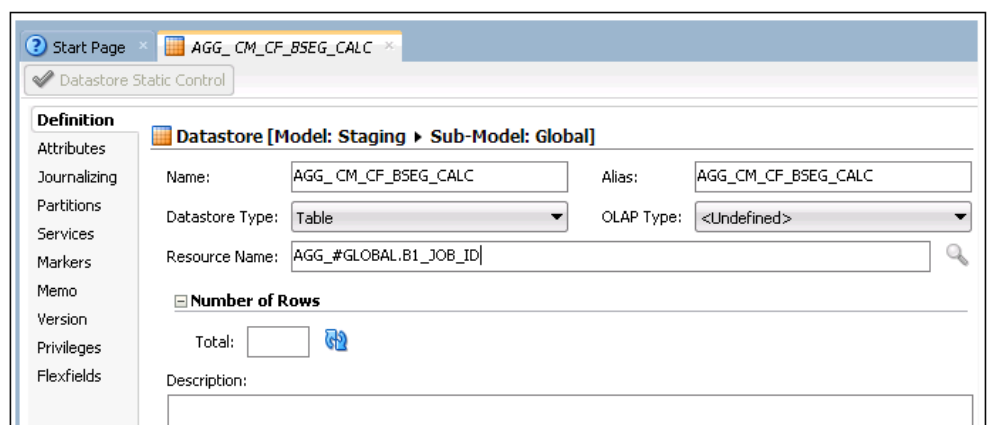 Start Page AGG_ CM_CF_BSEG_CALC
Datastore Static Control
Definition
Attributes
Journalizing
Partitions
Services
Markers
Memo
Version
Privileges
Flexfields
Datastore [Model: Staging ▸ Sub-Model: Global]
Name: AGG_ CM_CF_BSEG_CALC Alias: AGG_CM_CF_BSEG_CALC
Datastore Type: Table OLAP Type: <Undefined>
Resource Name: AGG_#GLOBAL.B1_JOB_ID
Number of Rows
Total:
Description: